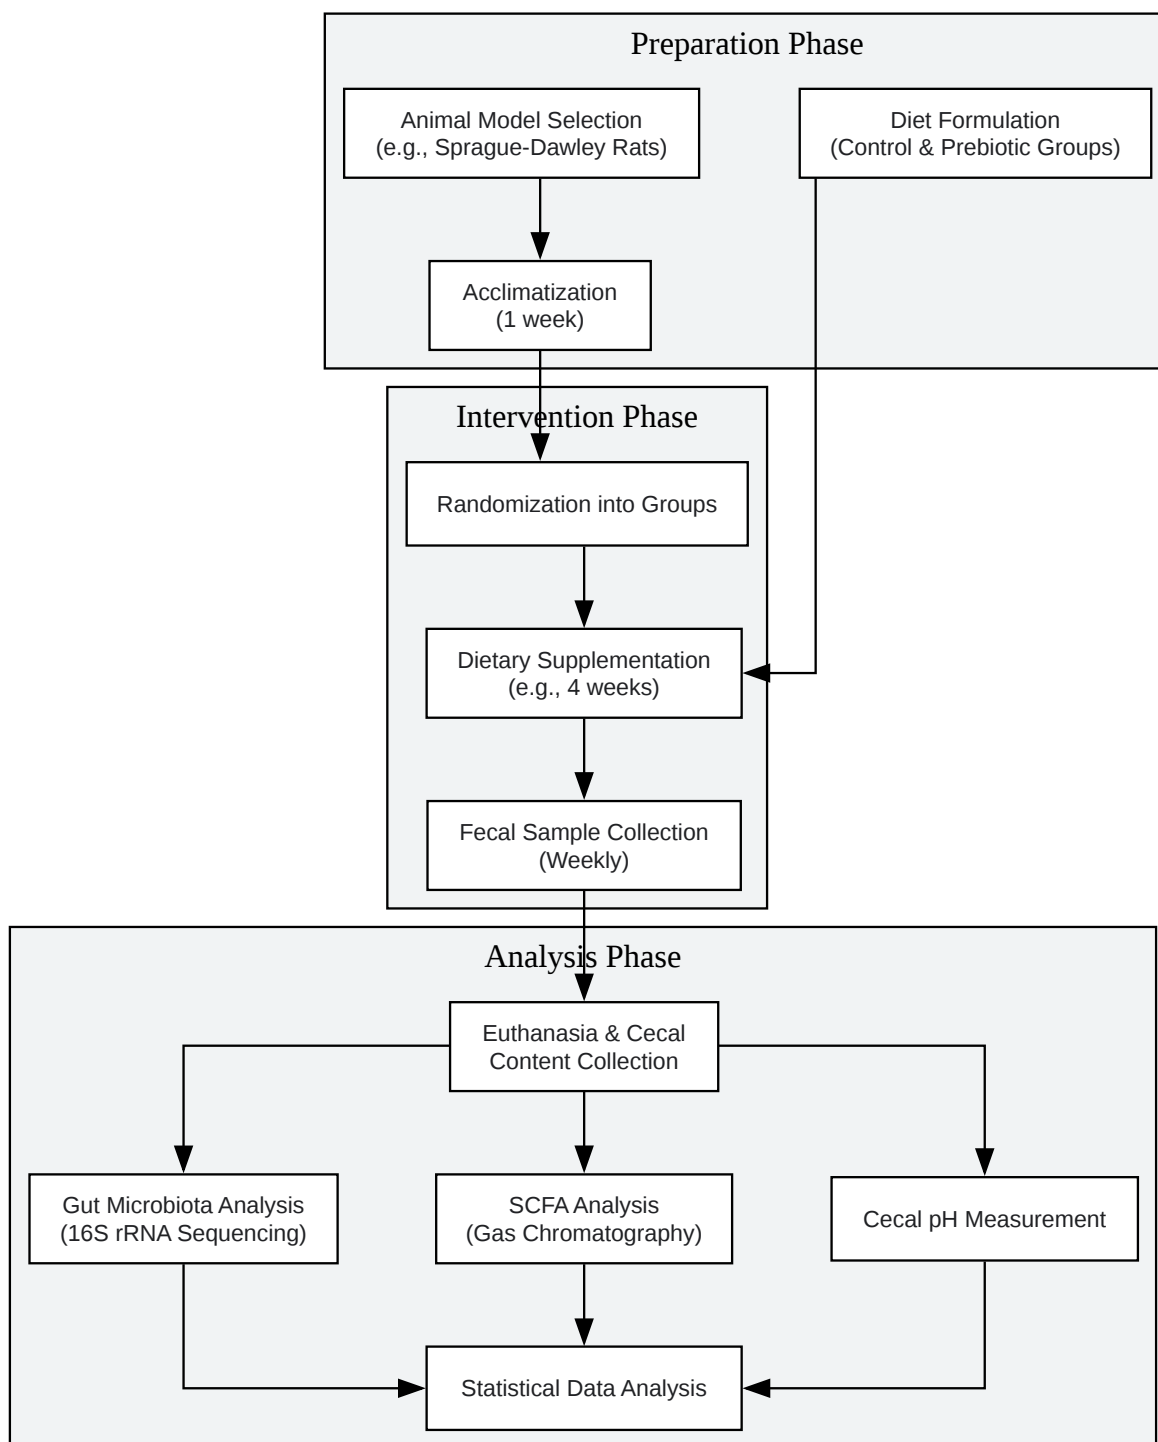 Preparation Phase
Animal Model Selection
(e.g., Sprague-Dawley Rats)
Diet Formulation
(Control & Prebiotic Groups)
Acclimatization
(1 week)
Intervention Phase
Randomization into Groups
Dietary Supplementation
(e.g., 4 weeks)
Fecal Sample Collection
(Weekly)
Analysis Phase
Euthanasia & Cecal
Content Collection
Gut Microbiota Analysis
(16S rRNA Sequencing)
SCFA Analysis
(Gas Chromatography)
Cecal pH Measurement
Statistical Data Analysis